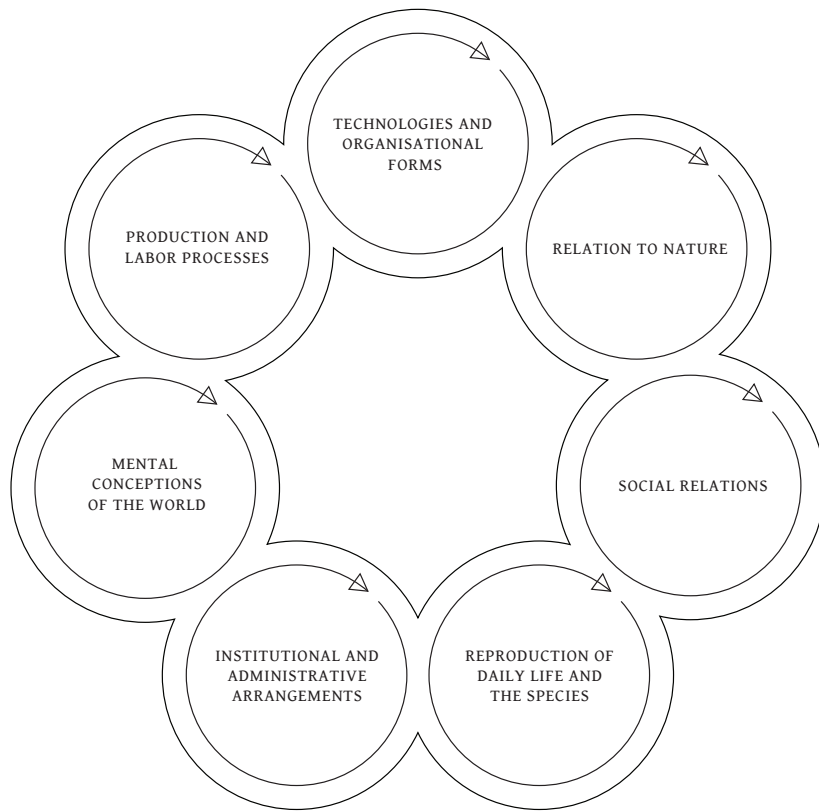 TECHNOLOGIES AND
ORGANISATIONAL
FORMS
PRODUCTION AND
LABOR PROCESSES
RELATION TO NATURE
MENTAL
CONCEPTIONS
OF THE WORLD
SOCIAL RELATIONS
INSTITUTIONAL AND
ADMINISTRATIVE
ARRANGEMENTS
REPRODUCTION OF
DAILY LIFE AND
THE SPECIES